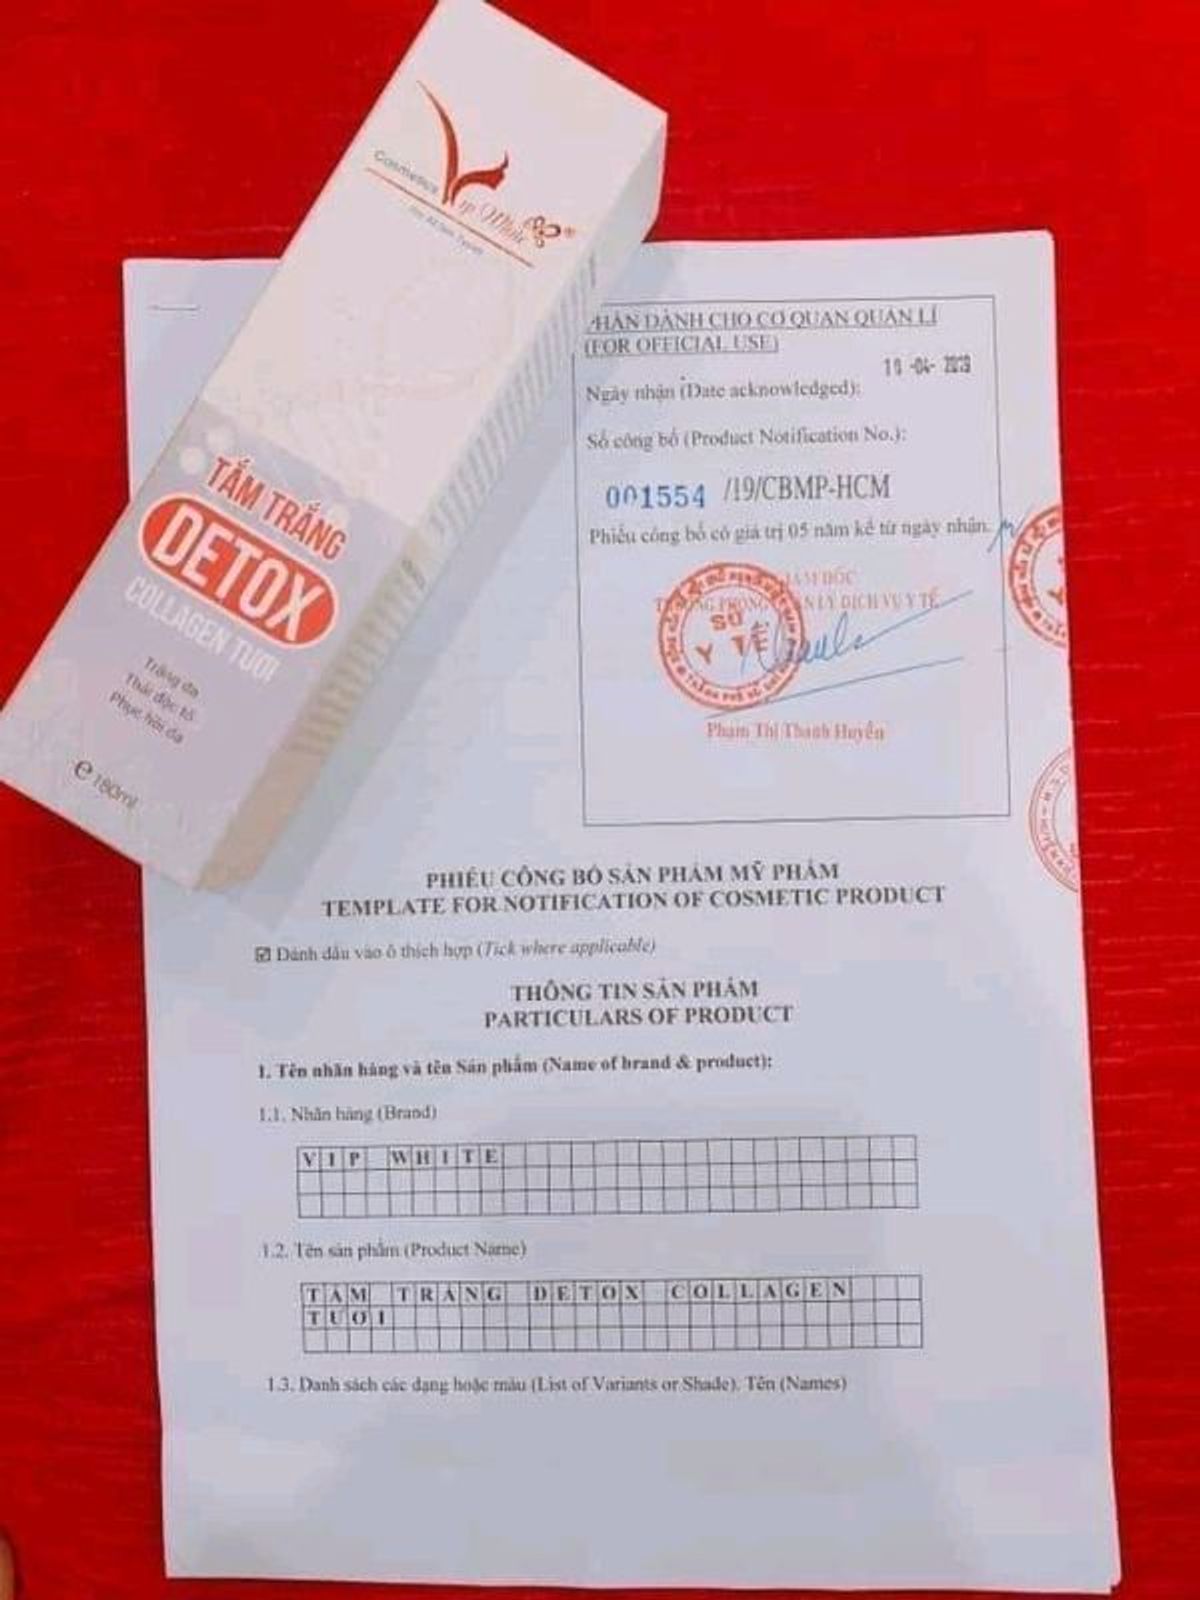 Cosmetics Vip White ®
TẮM TRẮNG
DETOX
COLLAGEN TƯƠI
Trắng da
Thải độc tố
Phục hồi da
e 180ml
PHẦN DÀNH CHO CƠ QUAN QUẢN LÍ
(FOR OFFICIAL USE)
Ngày nhận (Date acknowledged):
Số công bố (Product Notification No.):
001554 /19/CBMP-HCM
Phiếu công bố có giá trị 05 năm kể từ ngày nhận.
SỞ
Y TẾ
Phạm Thị Thanh Huyền
PHIẾU CÔNG BỐ SẢN PHẨM MỸ PHẨM
TEMPLATE FOR NOTIFICATION OF COSMETIC PRODUCT
☑ Đánh dấu vào ô thích hợp (Tick where applicable)
THÔNG TIN SẢN PHẨM
PARTICULARS OF PRODUCT
1. Tên nhãn hàng và tên Sản phẩm (Name of brand & product):
1.1. Nhãn hàng (Brand)
VIP WHITE
1.2. Tên sản phẩm (Product Name)
TẮM TRẮNG DETOX COLLAGEN
TƯƠI
1.3. Danh sách các dạng hoặc màu (List of Variants or Shade). Tên (Names)